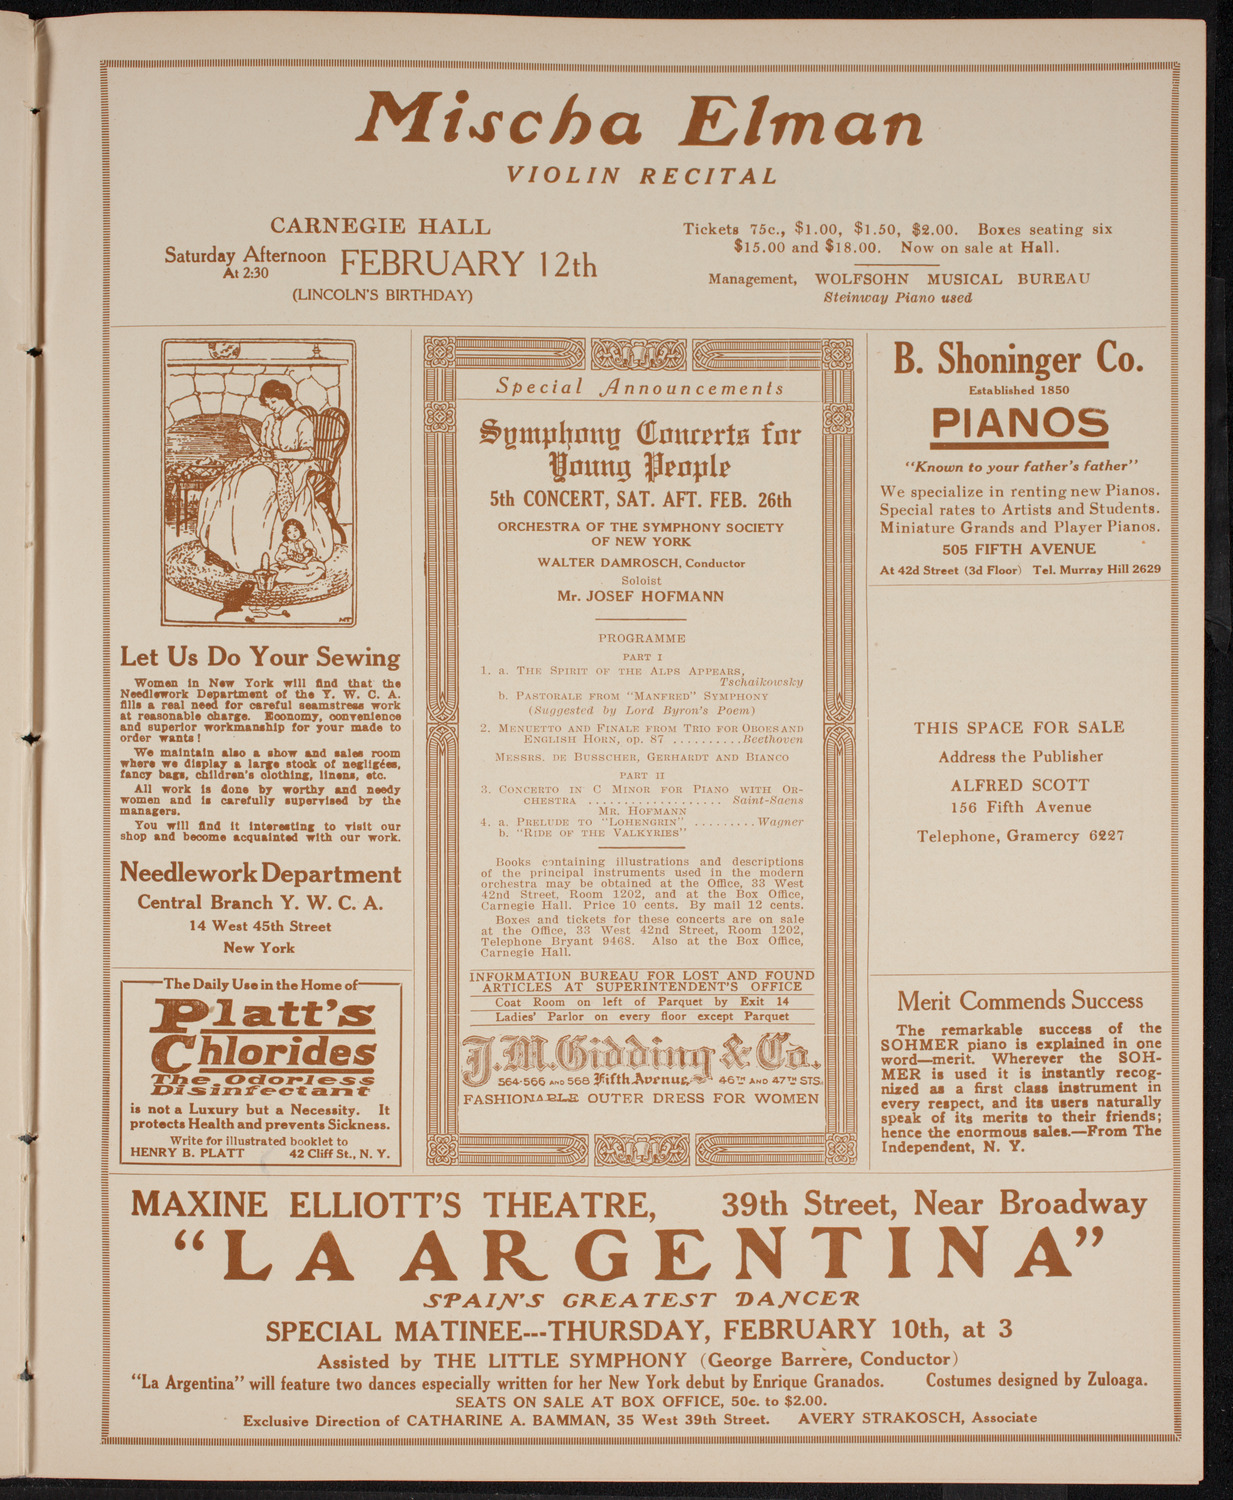 Mischa Elman
VIOLIN RECITAL
CARNEGIE HALL
Saturday Afternoon
At 2:30
FEBRUARY 12th
(LINCOLN'S BIRTHDAY)
Tickets 75c., $1.00, $1.50, $2.00. Boxes seating six
$15.00 and $18.00. Now on sale at Hall.
Management, WOLFSOHN MUSICAL BUREAU
Steinway Piano used
MT
Let Us Do Your Sewing
Women in New York will find that the
Needlework Department of the Y. W. C. A.
fills a real need for careful seamstress work
at reasonable charge. Economy, convenience
and superior workmanship for your made to
order wants!
We maintain also a show and sales room
where we display a large stock of negligées,
fancy bags, children's clothing, linens, etc.
All work is done by worthy and needy
women and is carefully supervised by the
managers.
You will find it interesting to visit our
shop and become acquainted with our work.
Needlework Department
Central Branch Y. W. C. A.
14 West 45th Street
New York
The Daily Use in the Home of
Platt's
Chlorides
The Odorless
Disinfectant
is not a Luxury but a Necessity. It
protects Health and prevents Sickness.
Write for illustrated booklet to
HENRY B. PLATT 42 Cliff St., N. Y.
Special Announcements
Symphony Concerts for
Young People
5th CONCERT, SAT. AFT. FEB. 26th
ORCHESTRA OF THE SYMPHONY SOCIETY
OF NEW YORK
WALTER DAMROSCH, Conductor
Soloist
Mr. JOSEF HOFMANN
PROGRAMME
PART I
1. a. THE SPIRIT OF THE ALPS APPEARS,
Tschaikowsky
b. PASTORALE FROM "MANFRED" SYMPHONY
(Suggested by Lord Byron's Poem)
2. MENUETTO AND FINALE FROM TRIO FOR OBOES AND
ENGLISH HORN, op. 87 ..........Beethoven
MESSRS. DE BUSSCHER, GERHARDT AND BIANCO
PART II
3. CONCERTO IN C MINOR FOR PIANO WITH OR-
CHESTRA .................. Saint-Saens
MR. HOFMANN
4. a. PRELUDE TO "LOHENGRIN" .........Wagner
b. "RIDE OF THE VALKYRIES"
Books containing illustrations and descriptions
of the principal instruments used in the modern
orchestra may be obtained at the Office, 33 West
42nd Street, Room 1202, and at the Box Office,
Carnegie Hall. Price 10 cents. By mail 12 cents.
Boxes and tickets for these concerts are on sale
at the Office, 33 West 42nd Street, Room 1202,
Telephone Bryant 9468. Also at the Box Office,
Carnegie Hall.
INFORMATION BUREAU FOR LOST AND FOUND
ARTICLES AT SUPERINTENDENT'S OFFICE
Coat Room on left of Parquet by Exit 14
Ladies' Parlor on every floor except Parquet
J. M. Gidding & Co.
564-566 AND 568 Fifth Avenue 46TH AND 47TH STS.
FASHIONABLE OUTER DRESS FOR WOMEN
B. Shoninger Co.
Established 1850
PIANOS
"Known to your father's father"
We specialize in renting new Pianos.
Special rates to Artists and Students.
Miniature Grands and Player Pianos.
505 FIFTH AVENUE
At 42d Street (3d Floor) Tel. Murray Hill 2629
THIS SPACE FOR SALE
Address the Publisher
ALFRED SCOTT
156 Fifth Avenue
Telephone, Gramercy 6227
Merit Commends Success
The remarkable success of the
SOHMER piano is explained in one
word—merit. Wherever the SOH-
MER is used it is instantly recog-
nized as a first class instrument in
every respect, and its users naturally
speak of its merits to their friends;
hence the enormous sales.—From The
Independent, N. Y.
MAXINE ELLIOTT'S THEATRE, 39th Street, Near Broadway
"LA ARGENTINA"
SPAIN'S GREATEST DANCER
SPECIAL MATINEE---THURSDAY, FEBRUARY 10th, at 3
Assisted by THE LITTLE SYMPHONY (George Barrère, Conductor)
"La Argentina" will feature two dances especially written for her New York debut by Enrique Granados. Costumes designed by Zuloaga.
SEATS ON SALE AT BOX OFFICE, 50c. to $2.00.
Exclusive Direction of CATHARINE A. BAMMAN, 35 West 39th Street. AVERY STRAKOSCH, Associate